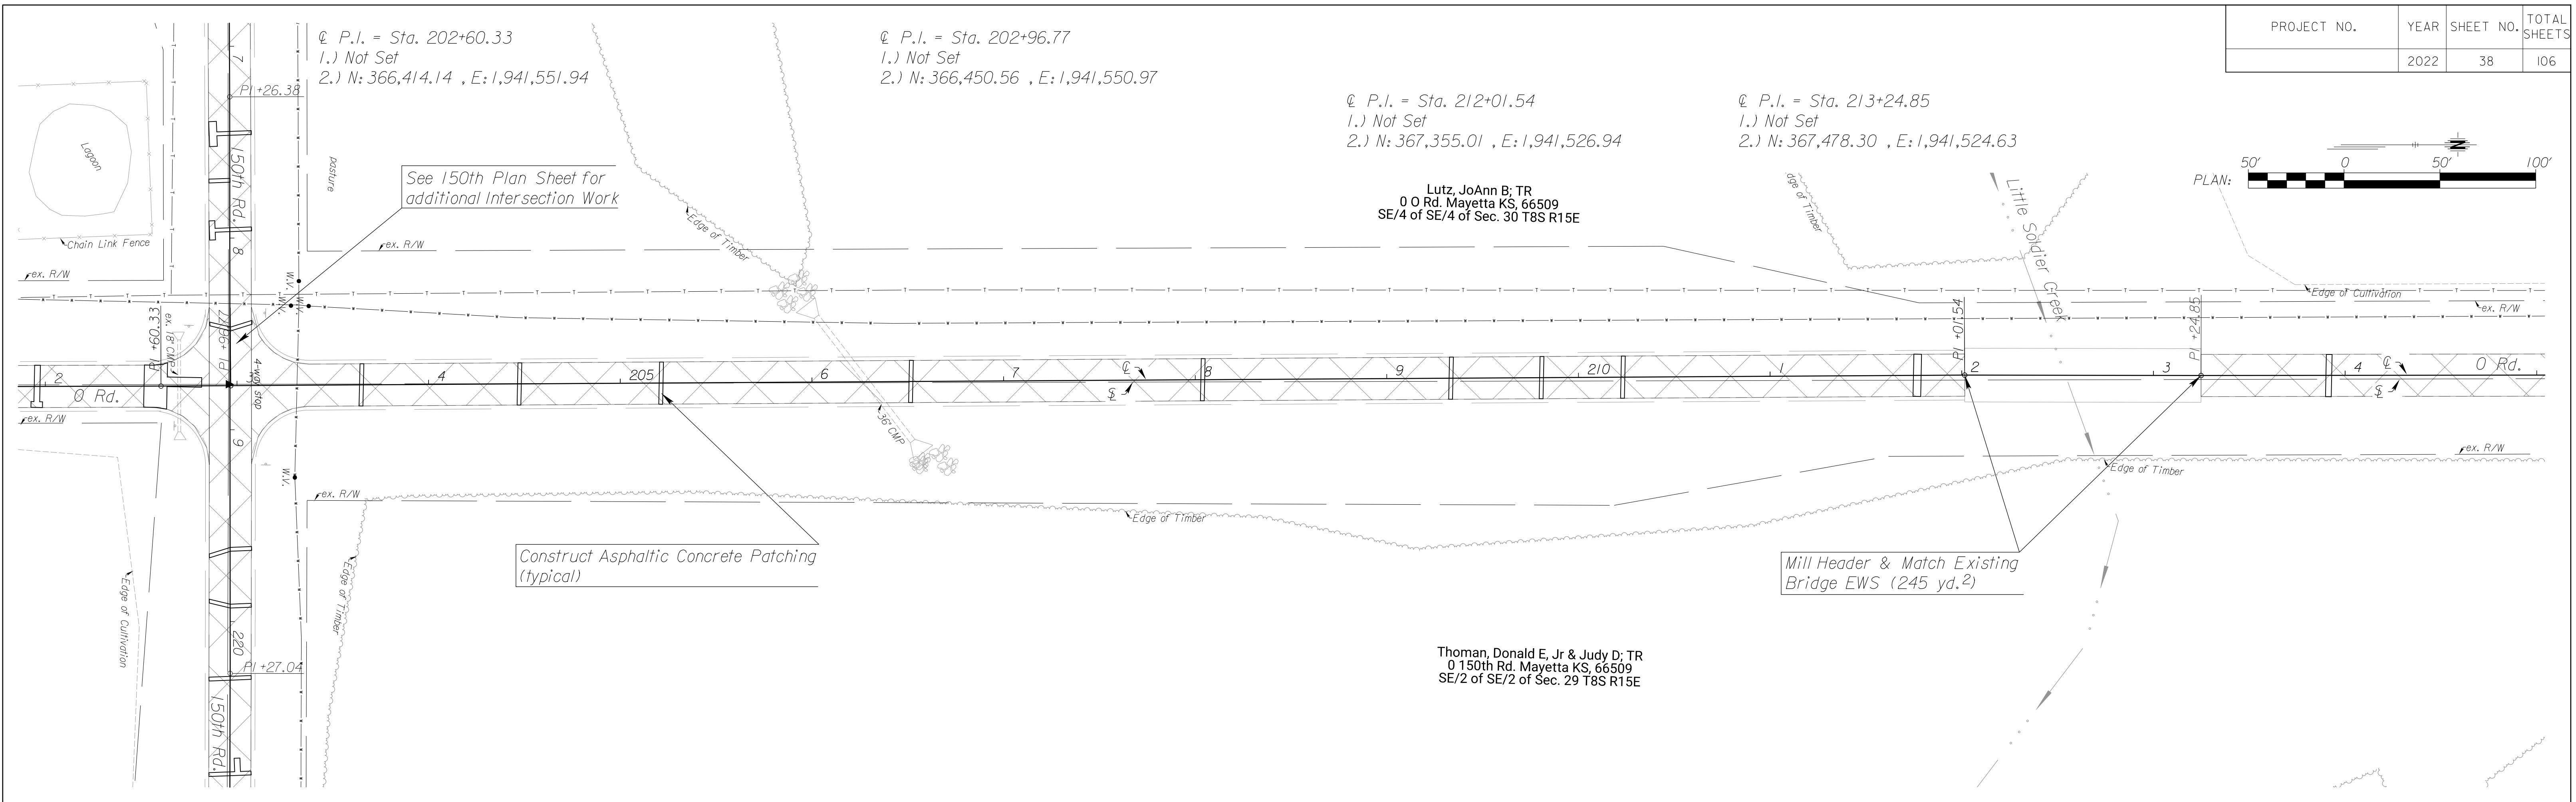 PROJECT NO. YEAR SHEET NO. TOTAL SHEETS
2022 38 106
℄ P.I. = Sta. 202+60.33
1.) Not Set
2.) N: 366,414.14 , E: 1,941,551.94
℄ P.I. = Sta. 202+96.77
1.) Not Set
2.) N: 366,450.56 , E: 1,941,550.97
℄ P.I. = Sta. 212+01.54
1.) Not Set
2.) N: 367,355.01 , E: 1,941,526.94
℄ P.I. = Sta. 213+24.85
1.) Not Set
2.) N: 367,478.30 , E: 1,941,524.63
N
50' 0 50' 100'
PLAN:
7
PI +26.38
Lagoon
150th Rd.
pasture
See 150th Plan Sheet for
additional Intersection Work
Lutz, JoAnn B; TR
0 O Rd. Mayetta KS, 66509
SE/4 of SE/4 of Sec. 30 T8S R15E
dge of Timber
Little Soldier Creek
Edge of Timber
Chain Link Fence
8
ex. R/W
ex. R/W
W.V.
W.V.
W.V.
Edge of Cultivation
ex. R/W
PI +60.33
ex. 18" CMP
PI +96.77
4-way stop
PI +01.54
PI +24.85
2
O Rd.
4
205
6
7
8
9
210
1
2
3
4
O Rd.
℄
℄
ex. R/W
9
36" CMP
W.V.
ex. R/W
Edge of Timber
ex. R/W
Edge of Timber
Construct Asphaltic Concrete Patching
(typical)
Mill Header & Match Existing
Bridge EWS (245 yd.2)
Edge of Cultivation
Edge of Timber
220
PI +27.04
150th Rd.
Thoman, Donald E, Jr & Judy D; TR
0 150th Rd. Mayetta KS, 66509
SE/2 of SE/2 of Sec. 29 T8S R15E